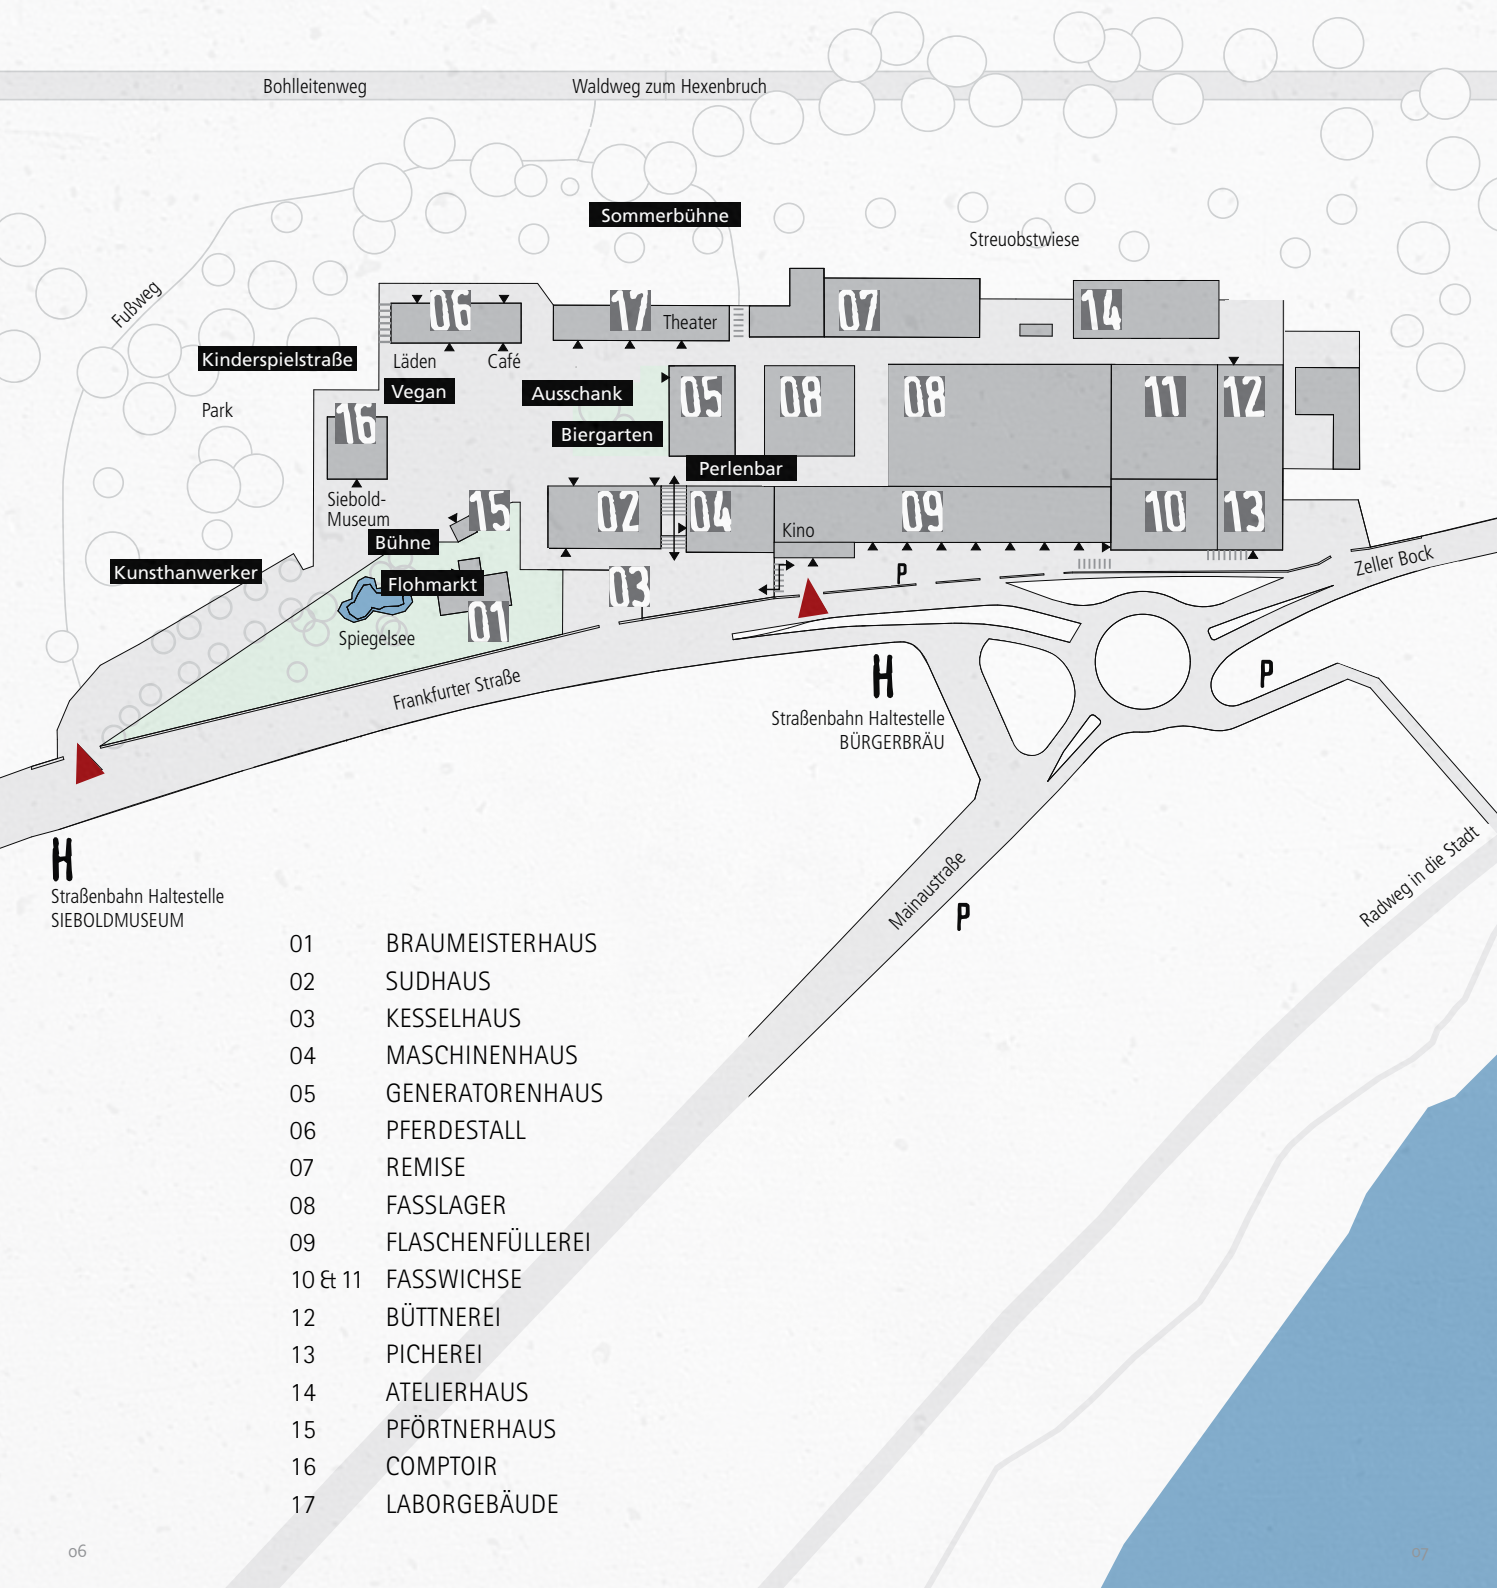 Bohlleitenweg
Waldweg zum Hexenbruch
Sommerbühne
Streuobstwiese
Fußweg
06
17
Theater
07
14
Kinderspielstraße
Läden
Café
Vegan
Ausschank
05
08
08
11
12
Park
16
Biergarten
Perlenbar
Siebold-
Museum
15
02
04
Kino
09
10
13
Bühne
Zeller Bock
Kunsthanwerker
Flohmarkt
03
P
01
Spiegelsee
Frankfurter Straße
H
Straßenbahn Haltestelle
BÜRGERBRÄU
P
H
Straßenbahn Haltestelle
SIEBOLDMUSEUM
Mainaustraße
P
Radweg in die Stadt
01 BRAUMEISTERHAUS
02 SUDHAUS
03 KESSELHAUS
04 MASCHINENHAUS
05 GENERATORENHAUS
06 PFERDESTALL
07 REMISE
08 FASSLAGER
09 FLASCHENFÜLLEREI
10 & 11 FASSWICHSE
12 BÜTTNEREI
13 PICHEREI
14 ATELIERHAUS
15 PFÖRTNERHAUS
16 COMPTOIR
17 LABORGEBÄUDE
06
07